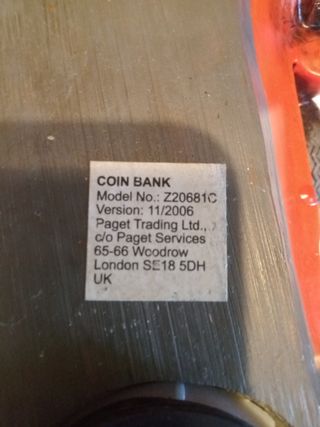 COIN BANK
Model No.: Z20681C
Version: 11/2006
Paget Trading Ltd.,
c/o Paget Services
65-66 Woodrow
London SE18 5DH
UK